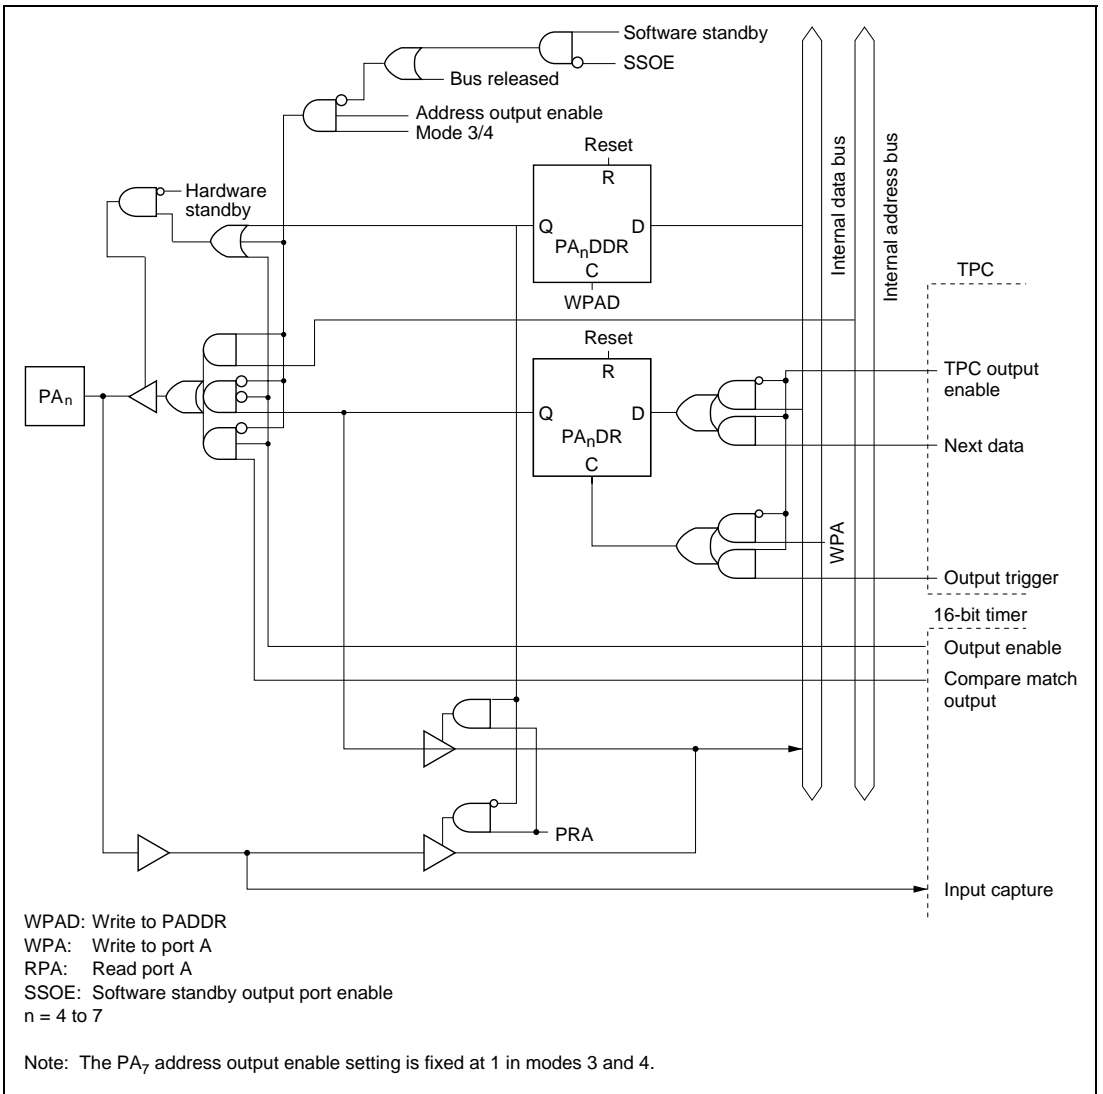 Software standby
SSOE
Bus released
Address output enable
Mode 3/4
Reset
R
Hardware
standby
Q
D
PAnDDR
C
WPAD
Internal data bus
Internal address bus
TPC
Reset
R
TPC output
enable
PAn
Q
D
PAnDR
C
Next data
WPA
Output trigger
16-bit timer
Output enable
Compare match
output
PRA
Input capture
WPAD: Write to PADDR
WPA: Write to port A
RPA: Read port A
SSOE: Software standby output port enable
n = 4 to 7
Note: The PA7 address output enable setting is fixed at 1 in modes 3 and 4.